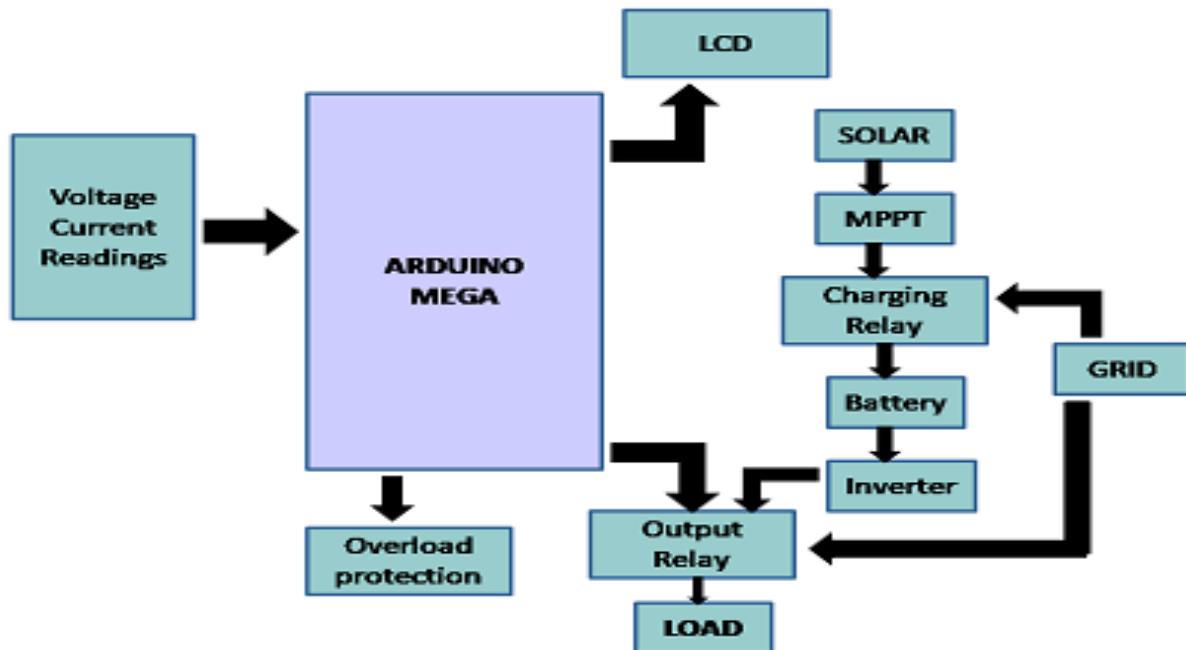 LCD
SOLAR
Voltage
Current
Readings
MPPT
ARDUINO
MEGA
Charging
Relay
GRID
Battery
Inverter
Output
Relay
Overload
protection
LOAD